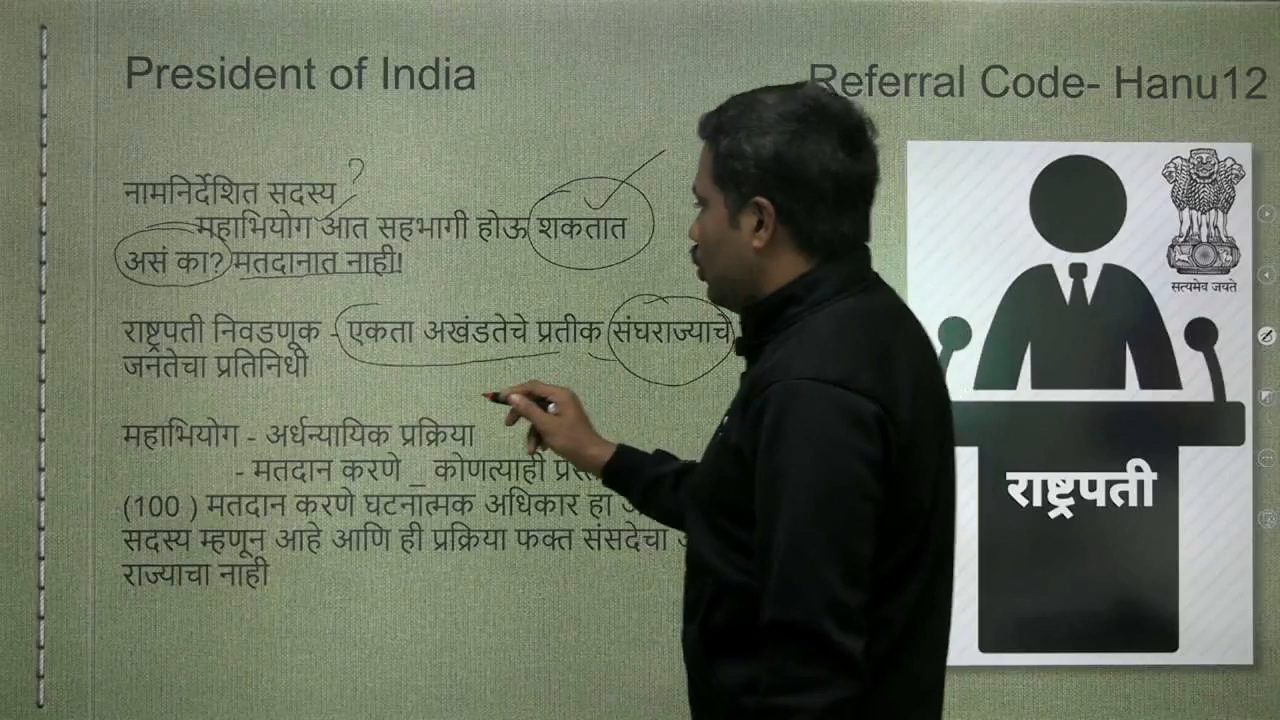 President of India
Referral Code- Hanu12
नामनिर्देशित सदस्य ?
महाभियोग आत सहभागी होऊ शकतात
असं का? मतदानात नाही!
राष्ट्रपती निवडणूक - एकता अखंडतेचे प्रतीक संघराज्याचे
जनतेचा प्रतिनिधी
महाभियोग - अर्धन्यायिक प्रक्रिया
- मतदान करणे _ कोणत्याही
(100 ) मतदान करणे घटनात्मक अधिकार हा
सदस्य म्हणून आहे आणि ही प्रक्रिया फक्त संसदेचा
राज्याचा नाही
सत्यमेव जयते
राष्ट्रपती